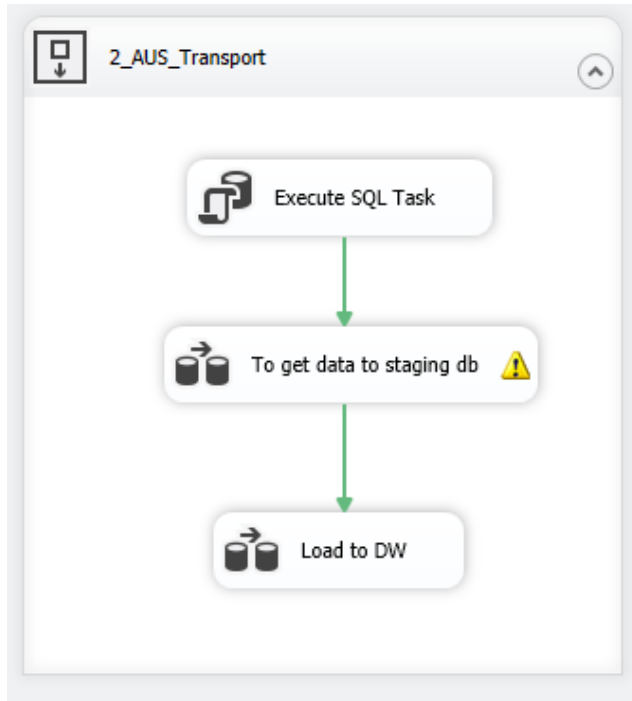 2_AUS_Transport
Execute SQL Task
To get data to staging db
Load to DW